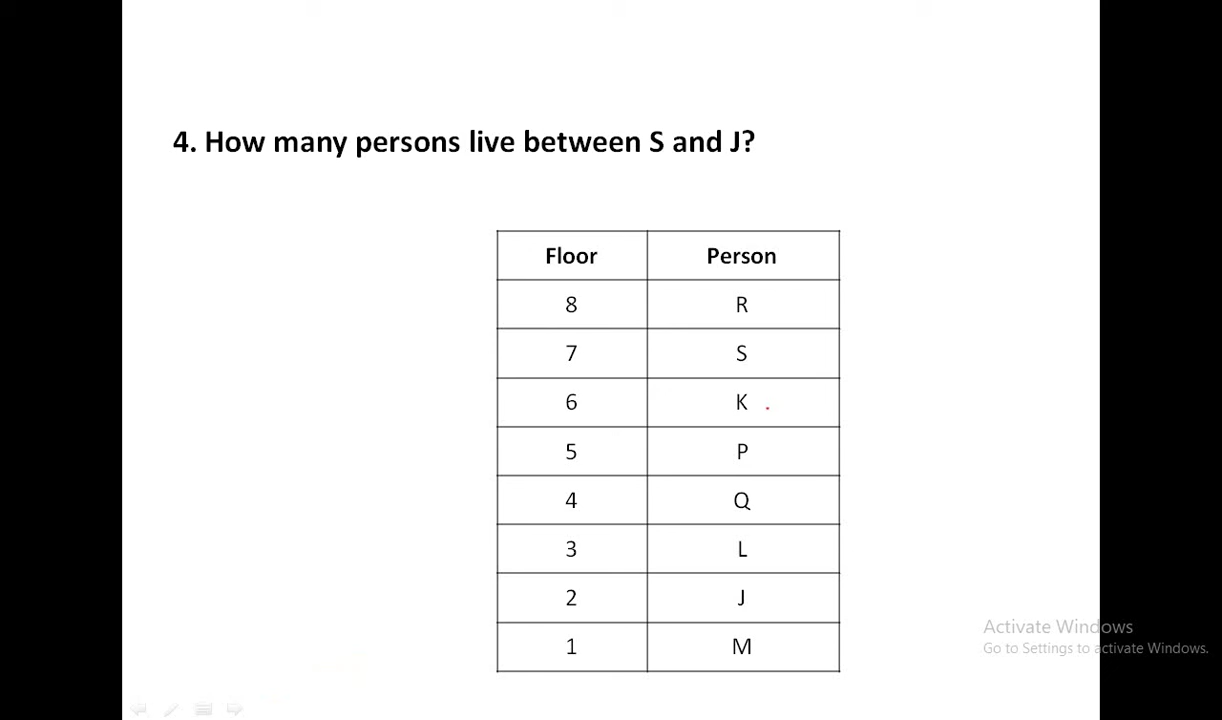 4. How many persons live between S and J?
Floor Person
8 R
7 S
6 K
5 P
4 Q
3 L
2 J
1 M
Activate Windows
Go to Settings to activate Windows.